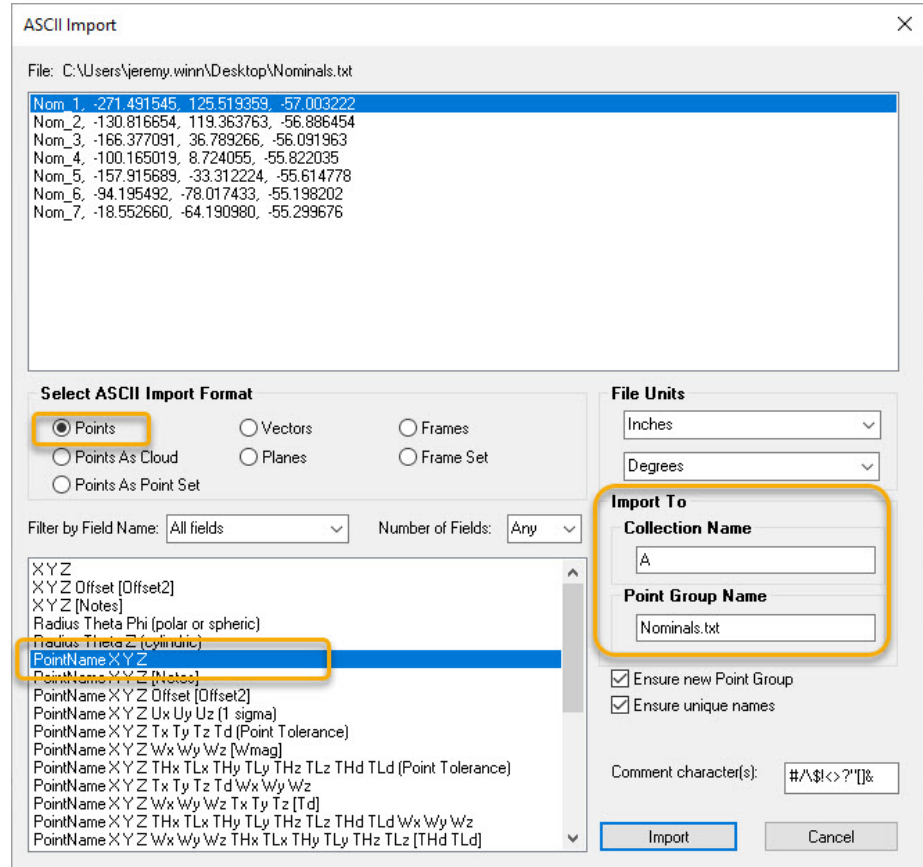 ASCII Import
File: C:\Users\jeremy.winn\Desktop\Nominals.txt
Nom_1, -271.491545, 125.519359, -57.003222
Nom_2, -130.816654, 119.363763, -56.886454
Nom_3, -166.377091, 36.789266, -56.091963
Nom_4, -100.165019, 8.724055, -55.822035
Nom_5, -157.915689, -33.312224, -55.614778
Nom_6, -94.195492, -78.017433, -55.198202
Nom_7, -18.552660, -64.190980, -55.299676
Select ASCII Import Format
Points Vectors Frames
Points As Cloud Planes Frame Set
Points As Point Set
File Units
Inches
Degrees
Import To
Collection Name
A
Point Group Name
Nominals.txt
Filter by Field Name: All fields Number of Fields: Any
X Y Z
X Y Z Offset [Offset2]
X Y Z [Notes]
Radius Theta Phi (polar or spheric)
Radius Theta Z (cylindric)
PointName X Y Z
PointName X Y Z [Notes]
PointName X Y Z Offset [Offset2]
PointName X Y Z Ux Uy Uz (1 sigma)
PointName X Y Z Tx Ty Tz Td (Point Tolerance)
PointName X Y Z Wx Wy Wz [Wmag]
PointName X Y Z THx TLx THy TLy THz TLz THd TLd (Point Tolerance)
PointName X Y Z Tx Ty Tz Td Wx Wy Wz
PointName X Y Z Wx Wy Wz Tx Ty Tz [Td]
PointName X Y Z THx TLx THy TLy THz TLz THd TLd Wx Wy Wz
PointName X Y Z Wx Wy Wz THx TLx THy TLy THz TLz [THd TLd]
Ensure new Point Group
Ensure unique names
Comment character(s): #/\$!<>?"[]&
Import Cancel